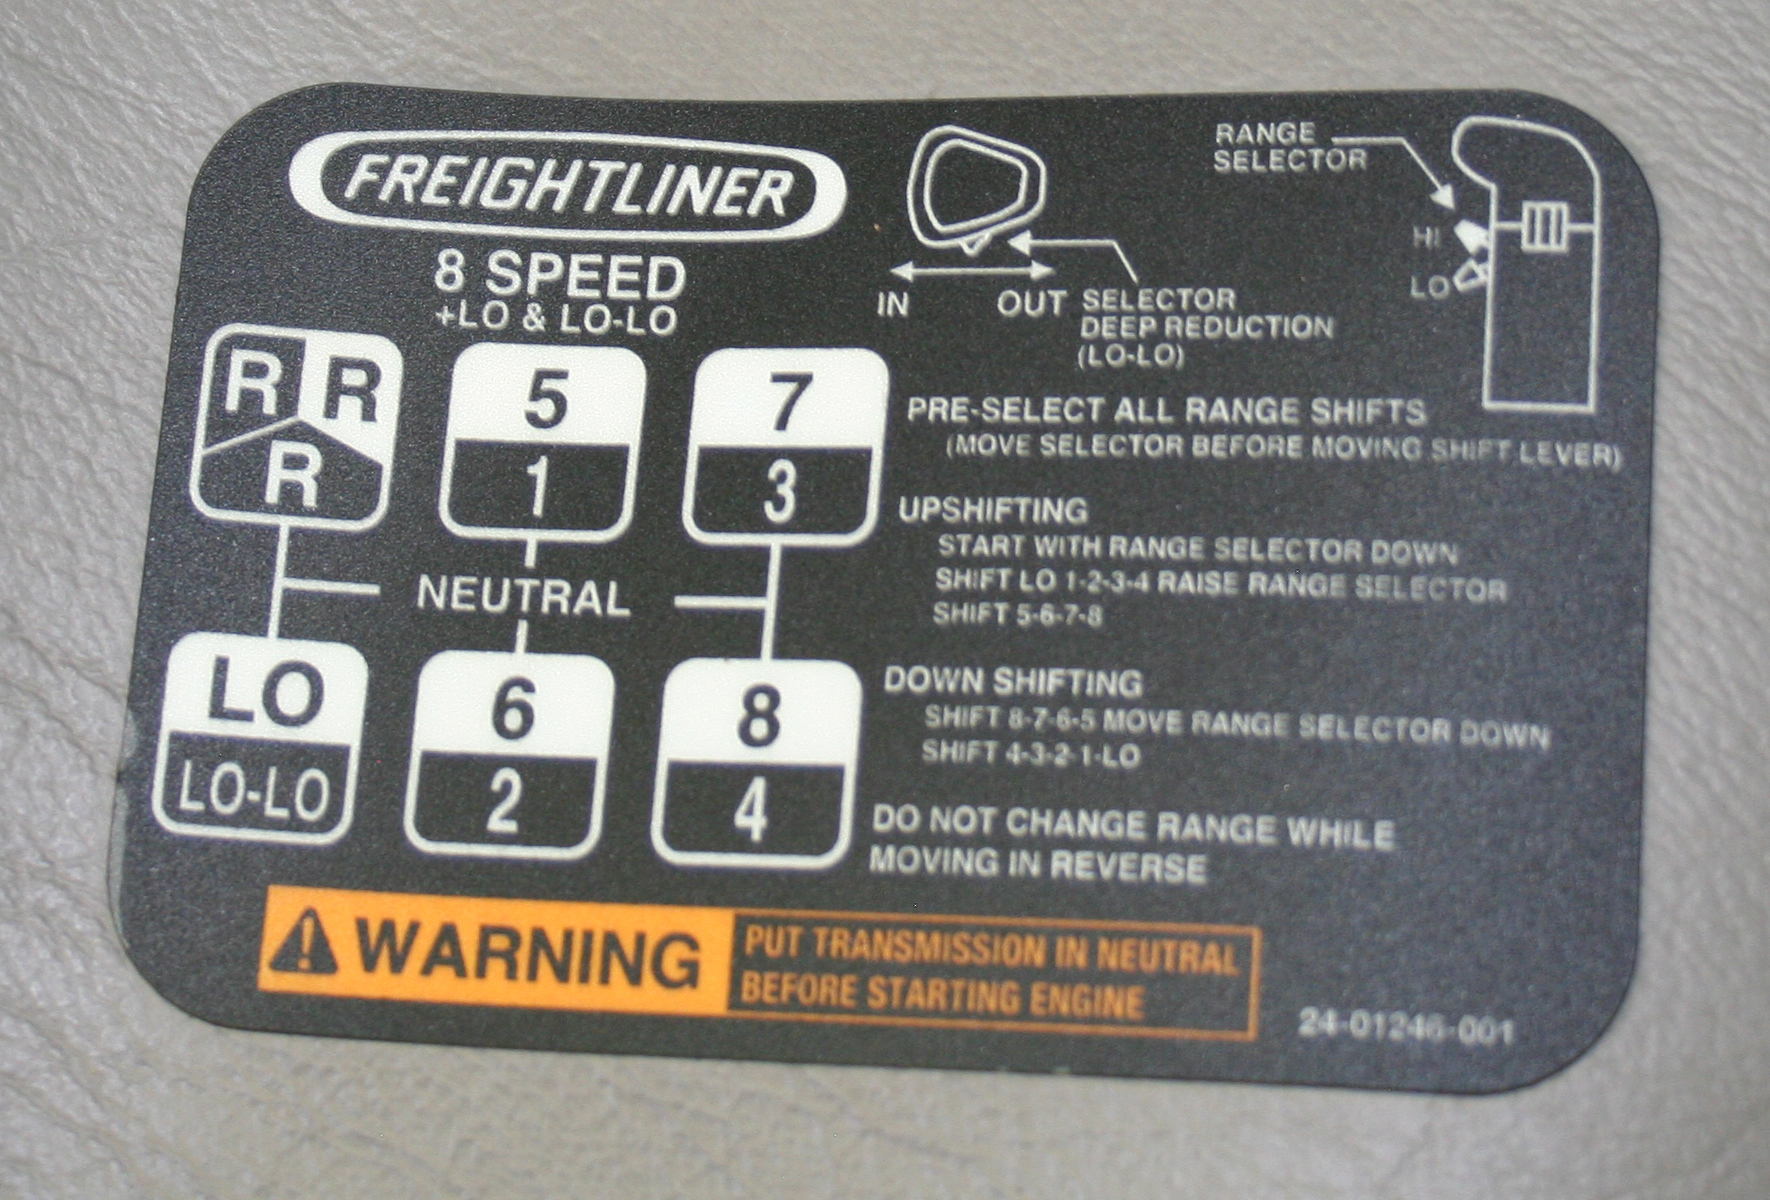 FREIGHTLINER
8 SPEED
+LO & LO-LO
R R
R
5
1
7
3
NEUTRAL
LO
LO-LO
6
2
8
4
IN OUT
SELECTOR
DEEP REDUCTION
(LO-LO)
RANGE
SELECTOR
HI
LO
PRE-SELECT ALL RANGE SHIFTS
(MOVE SELECTOR BEFORE MOVING SHIFT LEVER)
UPSHIFTING
START WITH RANGE SELECTOR DOWN
SHIFT LO 1-2-3-4 RAISE RANGE SELECTOR
SHIFT 5-6-7-8
DOWN SHIFTING
SHIFT 8-7-6-5 MOVE RANGE SELECTOR DOWN
SHIFT 4-3-2-1-LO
DO NOT CHANGE RANGE WHILE
MOVING IN REVERSE
WARNING
PUT TRANSMISSION IN NEUTRAL
BEFORE STARTING ENGINE
24-01246-001